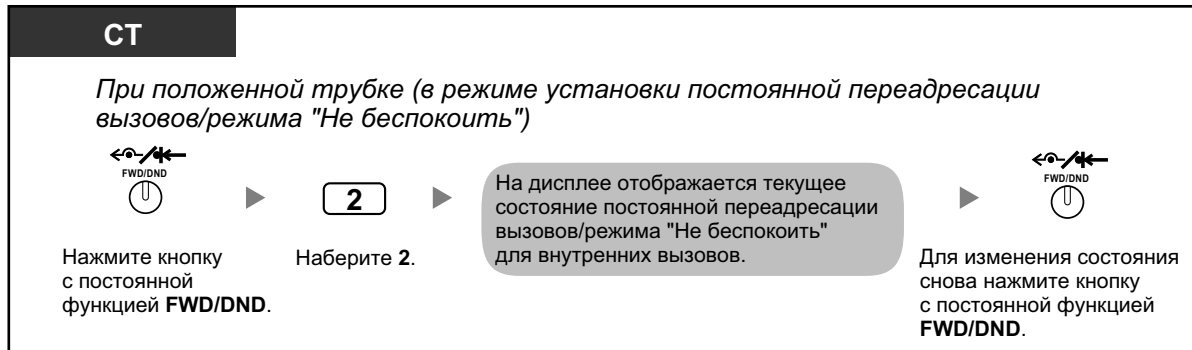 СТ
При положенной трубке (в режиме установки постоянной переадресации
вызовов/режима "Не беспокоить")
FWD/DND
Нажмите кнопку
с постоянной
функцией FWD/DND.
2
Наберите 2.
На дисплее отображается текущее
состояние постоянной переадресации
вызовов/режима "Не беспокоить"
для внутренних вызовов.
FWD/DND
Для изменения состояния
снова нажмите кнопку
с постоянной функцией
FWD/DND.